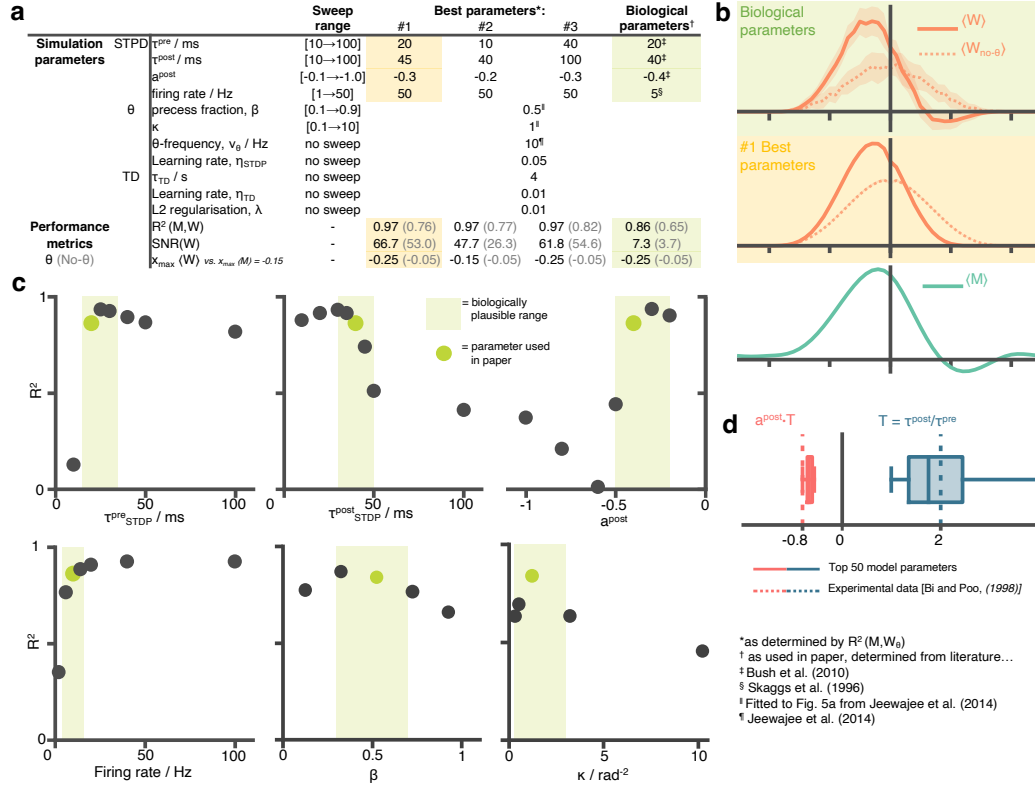 a
Sweep range Best parameters*: Biological parameters†
#1 #2 #3
Simulation parameters STPD τpre / ms [10→100] 20 10 40 20‡
τpost / ms [10→100] 45 40 100 40‡
apost [-0.1→-1.0] -0.3 -0.2 -0.3 -0.4‡
firing rate / Hz [1→50] 50 50 50 5§
θ precess fraction, β [0.1→0.9] 0.5‖
κ [0.1→10] 1‖
θ-frequency, νθ / Hz no sweep 10¶
Learning rate, ηSTDP no sweep 0.05
TD τTD / s no sweep 4
Learning rate, ηTD no sweep 0.01
L2 regularisation, λ no sweep 0.01
Performance metrics R² (M,W) - 0.97 (0.76) 0.97 (0.77) 0.97 (0.82) 0.86 (0.65)
SNR(W) - 66.7 (53.0) 47.7 (26.3) 61.8 (54.6) 7.3 (3.7)
θ (No-θ) xmax ⟨W⟩ vs. xmax (M) = -0.15 - -0.25 (-0.05) -0.15 (-0.05) -0.25 (-0.05) -0.25 (-0.05)
b
Biological parameters
⟨W⟩
⟨Wno-θ⟩
#1 Best parameters
⟨M⟩
c
1
R²
0
0 50 100
τpreSTDP / ms
0 50 100
τpostSTDP / ms
-1 -0.5 0
apost
= biologically plausible range
= parameter used in paper
1
R²
0
0 50 100
Firing rate / Hz
0 0.5 1
β
0 5 10
κ / rad-2
d
apost·T
T = τpost/τpre
-0.8 0 2
Top 50 model parameters
Experimental data [Bi and Poo, (1998)]
*as determined by R² (M,Wθ)
† as used in paper, determined from literature…
‡ Bush et al. (2010)
§ Skaggs et al. (1996)
‖ Fitted to Fig. 5a from Jeewajee et al. (2014)
¶ Jeewajee et al. (2014)